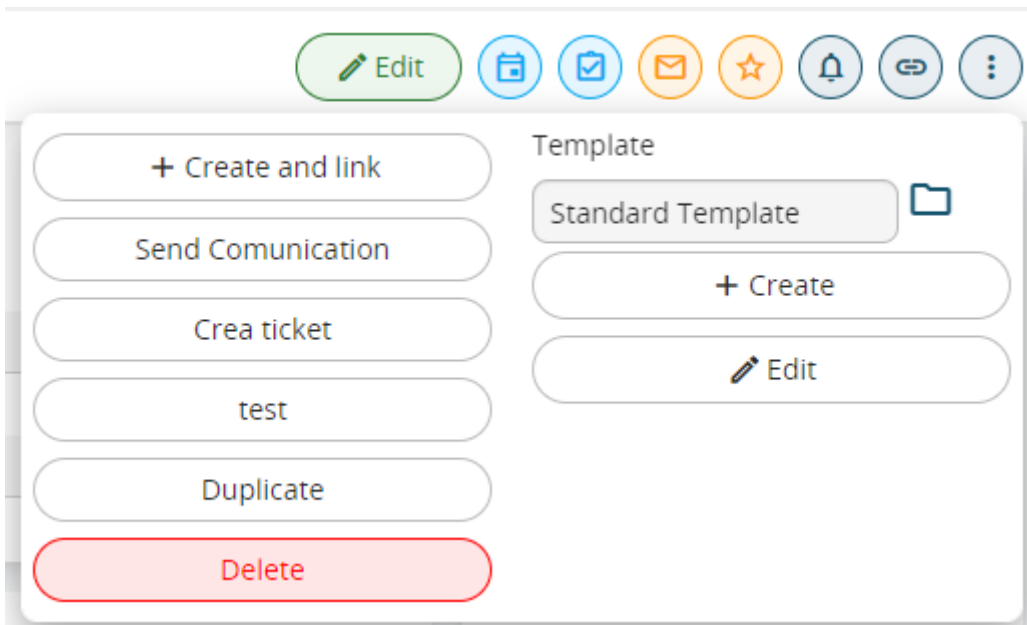 Edit
+ Create and link
Send Comunication
Crea ticket
test
Duplicate
Delete
Template
Standard Template
+ Create
Edit